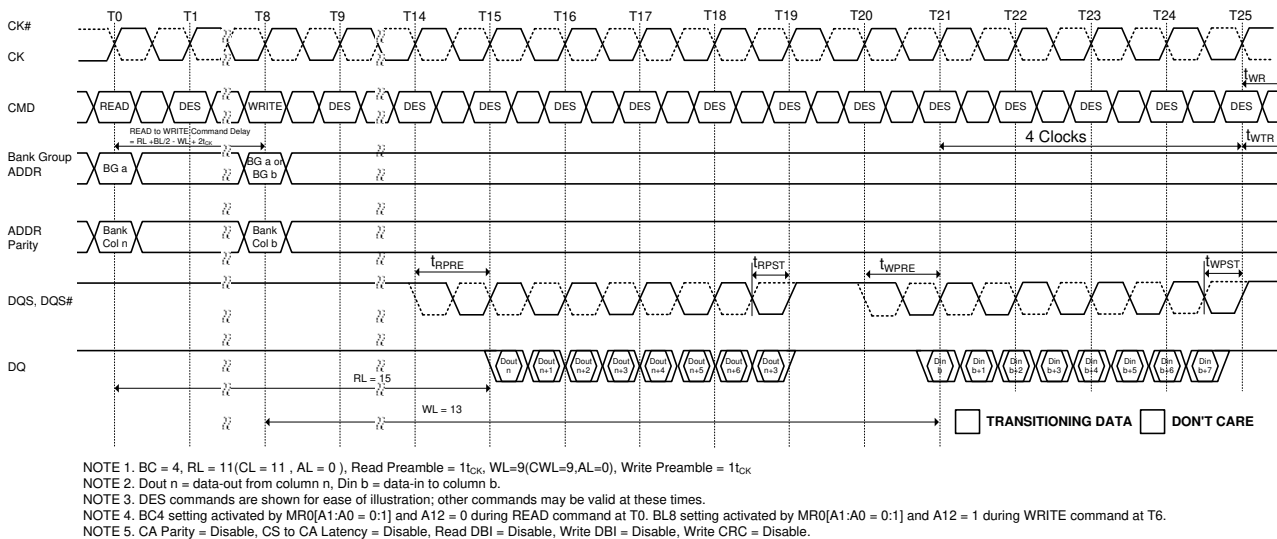 T0 T1 T8 T9 T14 T15 T16 T17 T18 T19 T20 T21 T22 T23 T24 T25
CK#
CK
tWR
CMD READ DES WRITE DES DES DES DES DES DES DES DES DES DES DES DES DES
READ to WRITE Command Delay
= RL +BL/2 - WL + 2tCK
4 Clocks
tWTR
Bank Group
ADDR
BG a
BG a or
BG b
ADDR
Parity
Bank
Col n
Bank
Col b
tRPRE tRPST tWPRE tWPST
DQS, DQS#
DQ
Dout
n
Dout
n+1
Dout
n+2
Dout
n+3
Dout
n+4
Dout
n+5
Dout
n+6
Dout
n+3
Din
b
Din
b+1
Din
b+2
Din
b+3
Din
b+4
Din
b+5
Din
b+6
Din
b+7
RL = 15
WL = 13
TRANSITIONING DATA DON'T CARE
NOTE 1. BC = 4, RL = 11(CL = 11 , AL = 0 ), Read Preamble = 1tCK, WL=9(CWL=9,AL=0), Write Preamble = 1tCK
NOTE 2. Dout n = data-out from column n, Din b = data-in to column b.
NOTE 3. DES commands are shown for ease of illustration; other commands may be valid at these times.
NOTE 4. BC4 setting activated by MR0[A1:A0 = 0:1] and A12 = 0 during READ command at T0. BL8 setting activated by MR0[A1:A0 = 0:1] and A12 = 1 during WRITE command at T6.
NOTE 5. CA Parity = Disable, CS to CA Latency = Disable, Read DBI = Disable, Write DBI = Disable, Write CRC = Disable.